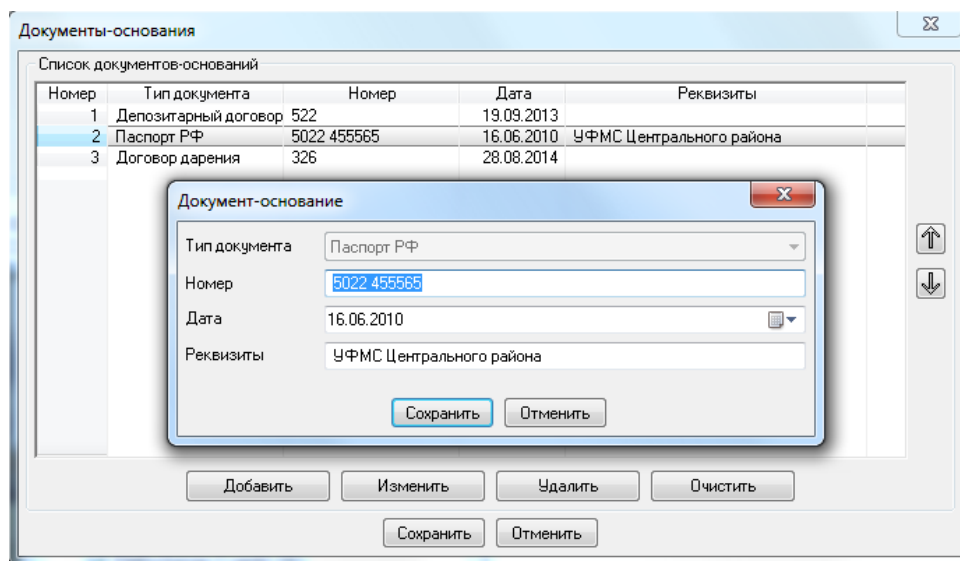 Документы-основания
Список документов-оснований
Номер Тип документа Номер Дата Реквизиты
1 Депозитарный договор 522 19.09.2013
2 Паспорт РФ 5022 455565 16.06.2010 УФМС Центрального района
3 Договор дарения 326 28.08.2014
Документ-основание
Тип документа Паспорт РФ
Номер 5022 455565
Дата 16.06.2010
Реквизиты УФМС Центрального района
Сохранить Отменить
Добавить Изменить Удалить Очистить
Сохранить Отменить